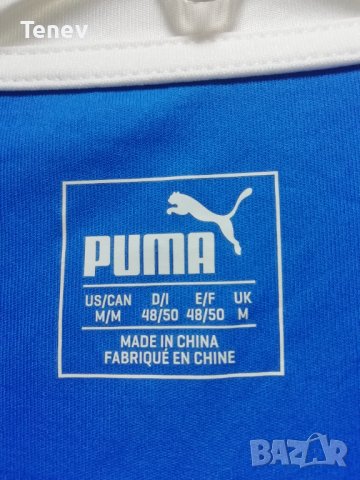 Tenev
PUMA
US/CAN D/I E/F UK
M/M 48/50 48/50 M
MADE IN CHINA
FABRIQUÉ EN CHINE
BAZAR